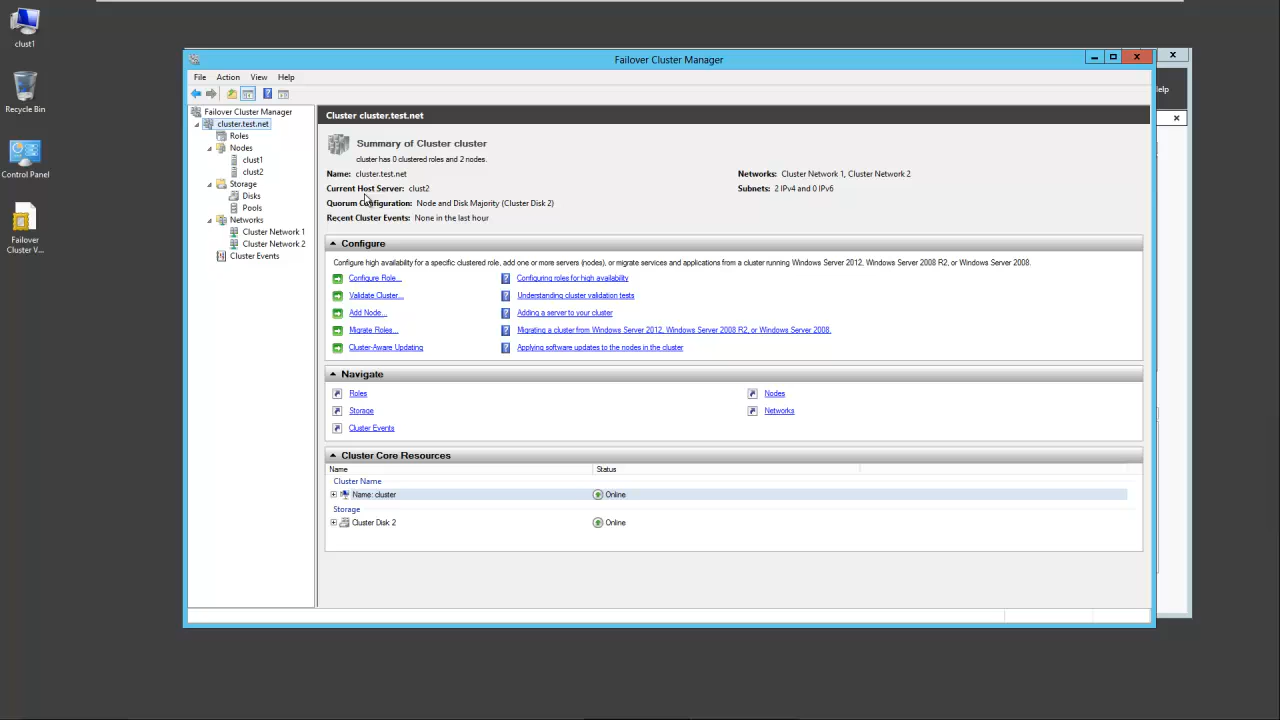 clust1
Recycle Bin
Control Panel
Failover
Cluster V...
Failover Cluster Manager
File Action View Help
Failover Cluster Manager
cluster.test.net
Roles
Nodes
clust1
clust2
Storage
Disks
Pools
Networks
Cluster Network 1
Cluster Network 2
Cluster Events
Cluster cluster.test.net
Summary of Cluster cluster
cluster has 0 clustered roles and 2 nodes.
Name: cluster.test.net
Networks: Cluster Network 1, Cluster Network 2
Current Host Server: clust2
Subnets: 2 IPv4 and 0 IPv6
Quorum Configuration: Node and Disk Majority (Cluster Disk 2)
Recent Cluster Events: None in the last hour
Configure
Configure high availability for a specific clustered role, add one or more servers (nodes), or migrate services and applications from a cluster running Windows Server 2012, Windows Server 2008 R2, or Windows Server 2008.
Configure Role... Configuring roles for high availability
Validate Cluster... Understanding cluster validation tests
Add Node... Adding a server to your cluster
Migrate Roles... Migrating a cluster from Windows Server 2012, Windows Server 2008 R2, or Windows Server 2008.
Cluster-Aware Updating Applying software updates to the nodes in the cluster
Navigate
Roles Nodes
Storage Networks
Cluster Events
Cluster Core Resources
Name Status
Cluster Name
Name: cluster Online
Storage
Cluster Disk 2 Online